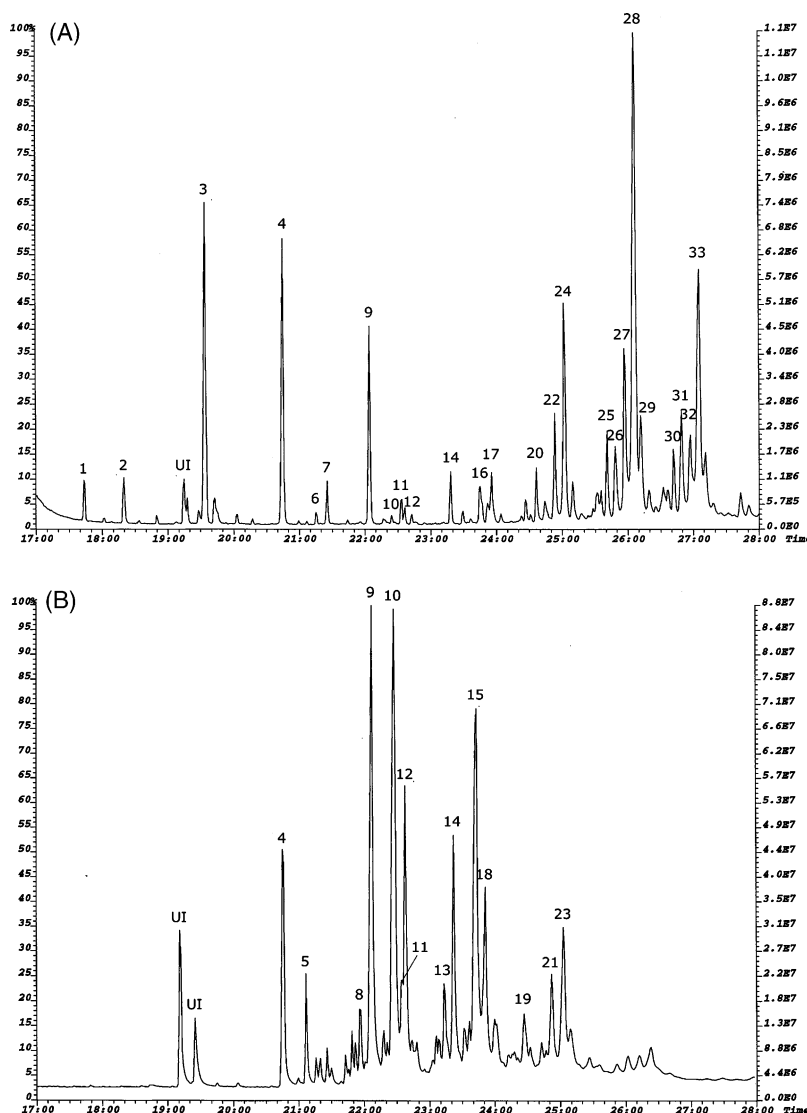 (A)
28
100% 1.1E7
95 1.1E7
90 1.0E7
85 9.6E6
80 9.1E6
75 8.5E6
70 7.9E6
3
65 7.4E6
4
60 6.8E6
55 6.2E6
33
50 5.7E6
24
45 5.1E6
9
40 4.5E6
27
35 4.0E6
30 3.4E6
31
25 2.8E6
22 29
25 32
20 2.3E6
26 30
15 1.7E6
14 17 20
1 2 UI 7 16
10 1.1E6
11
6 10 12
5 5.7E5
0 0.0E0
17:00 18:00 19:00 20:00 21:00 22:00 23:00 24:00 25:00 26:00 27:00 28:00 Time
(B)
9 10
100% 8.8E7
95 8.4E7
90 8.0E7
85 7.5E7
15
80 7.1E7
75 6.6E7
70 6.2E7
12
65 5.7E7
60 5.3E7
14
55 4.9E7
4
50 4.4E7
18
45 4.0E7
23
40 3.5E7
UI
35 3.1E7
11
30 2.7E7
5 13 21
25 2.2E7
UI 8 19
20 1.8E7
15 1.3E7
10 8.8E6
5 4.4E6
0 0.0E0
17:00 18:00 19:00 20:00 21:00 22:00 23:00 24:00 25:00 26:00 27:00 28:00 Time